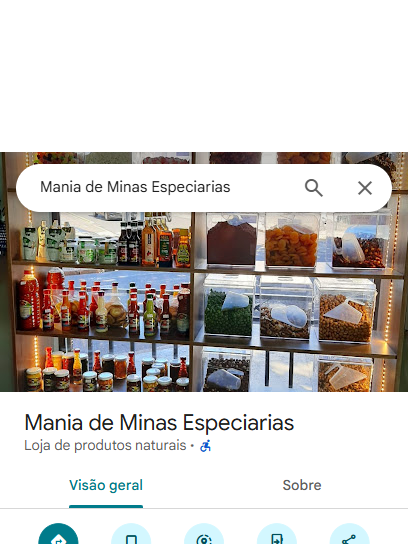 Mania de Minas Especiarias
Mania de Minas Especiarias
Loja de produtos naturais ·
Visão geral
Sobre